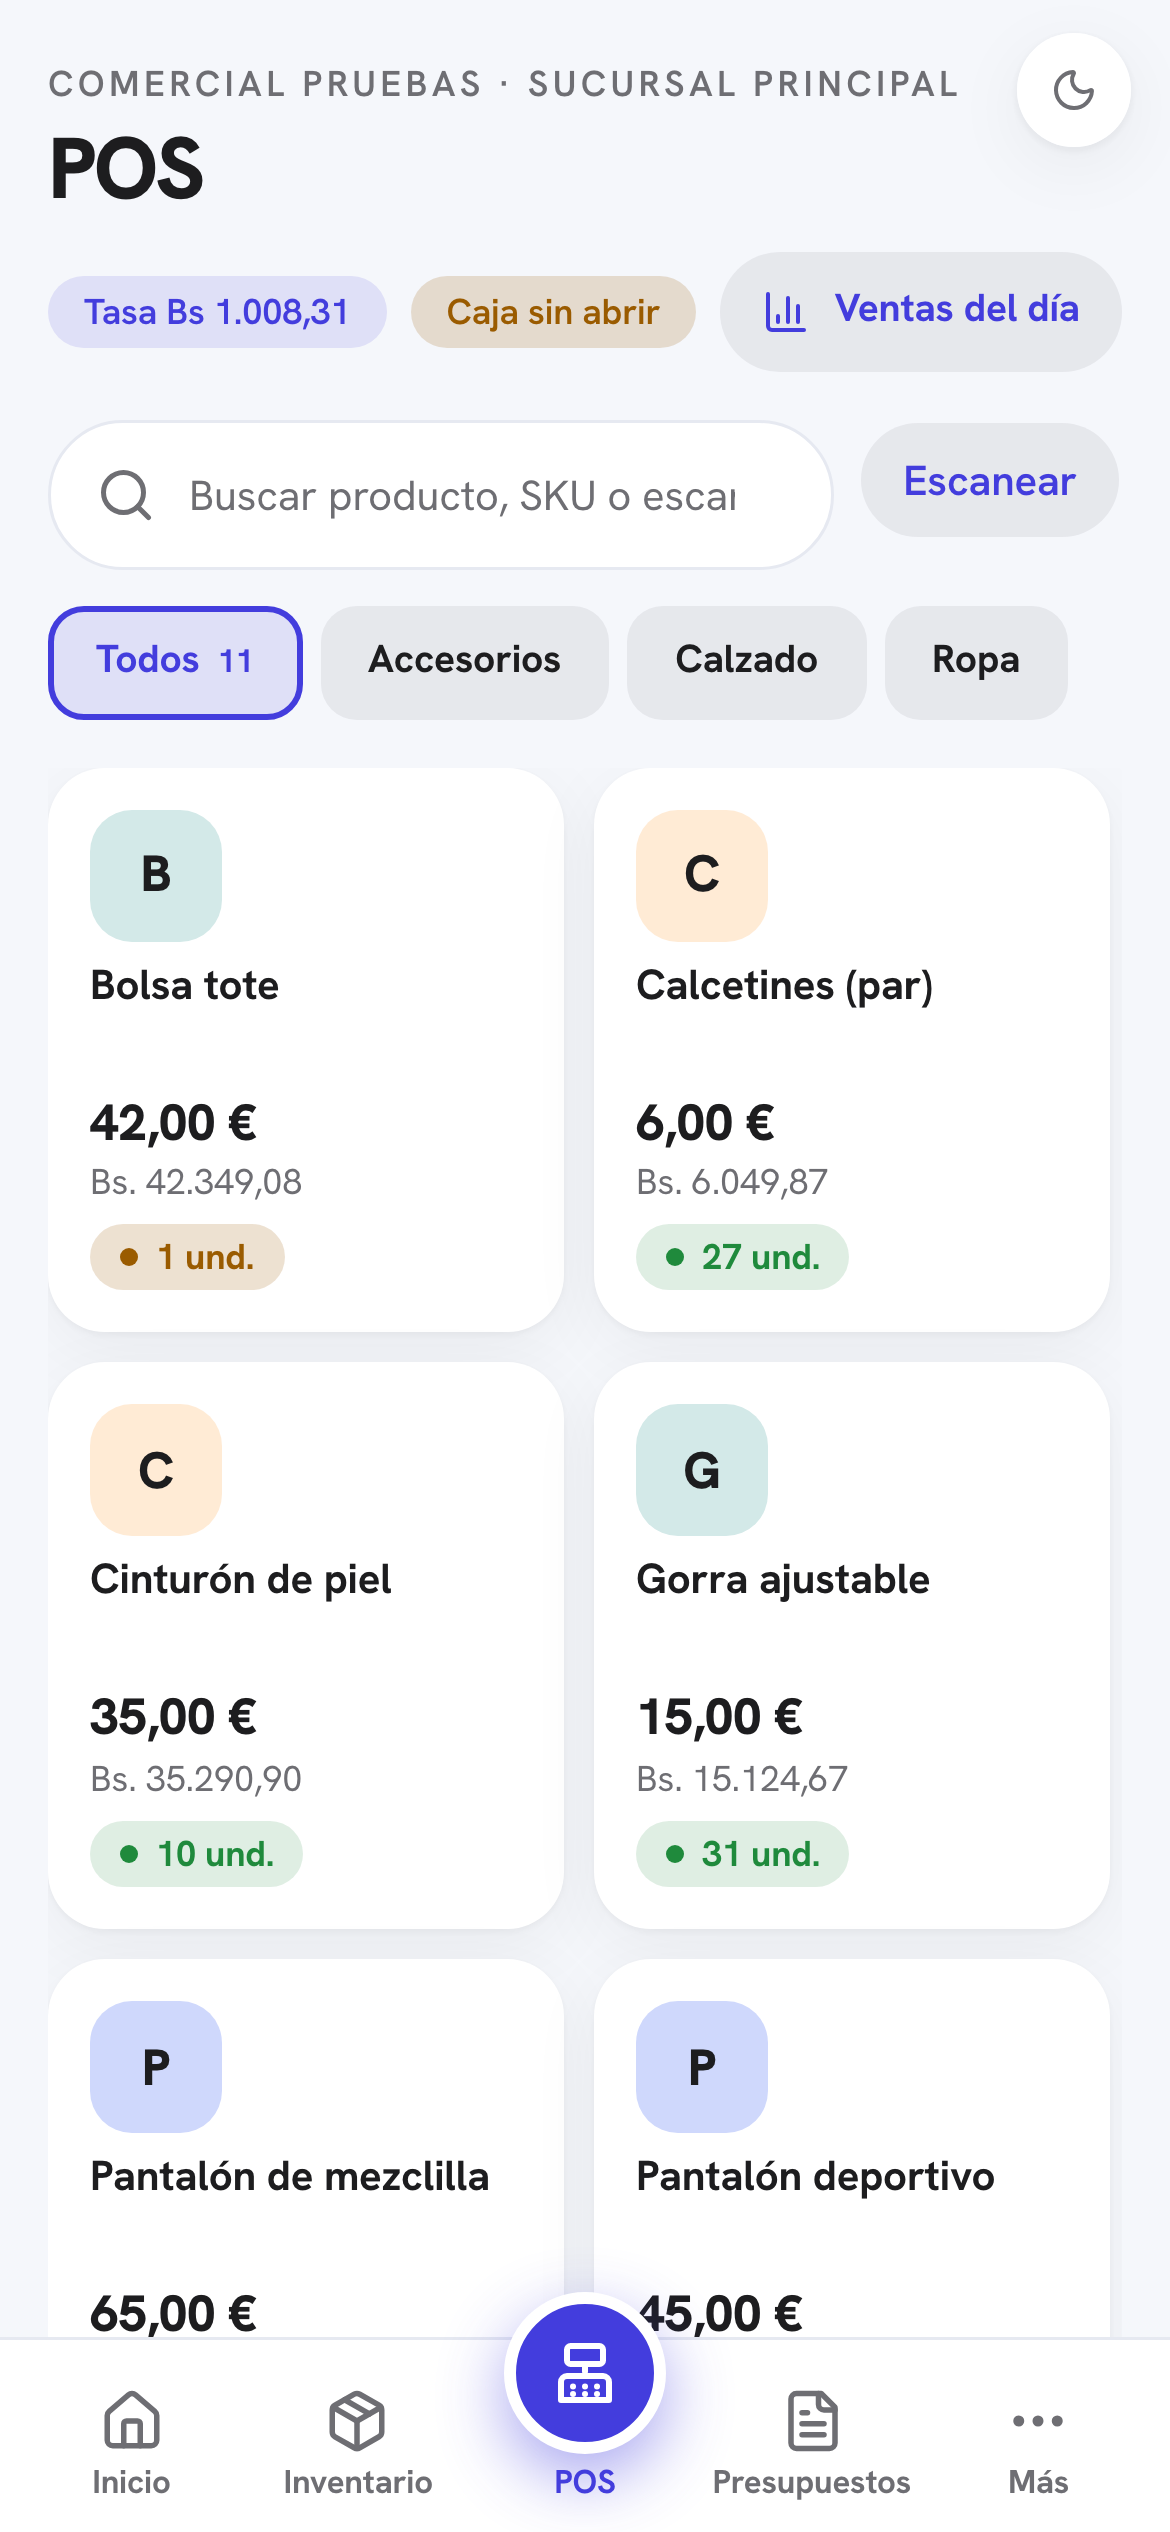 COMERCIAL PRUEBAS · SUCURSAL PRINCIPAL
POS
Tasa Bs 1.008,31
Caja sin abrir
Ventas del día
Buscar producto, SKU o escar
Escanear
Todos 11
Accesorios
Calzado
Ropa
B
Bolsa tote
42,00 €
Bs. 42.349,08
1 und.
C
Calcetines (par)
6,00 €
Bs. 6.049,87
27 und.
C
Cinturón de piel
35,00 €
Bs. 35.290,90
10 und.
G
Gorra ajustable
15,00 €
Bs. 15.124,67
31 und.
P
Pantalón de mezclilla
65,00 €
P
Pantalón deportivo
45,00 €
Inicio
Inventario
POS
Presupuestos
Más